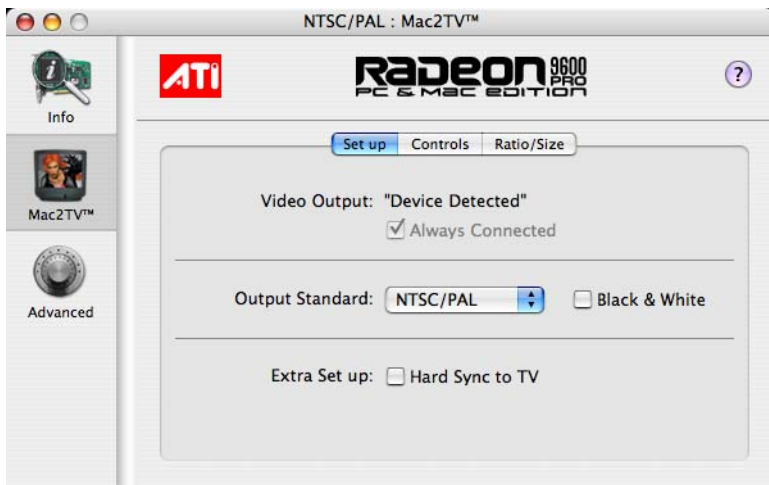 NTSC/PAL : Mac2TV™
Info
Mac2TV™
Advanced
ATI
RADEON 9600 PRO
PC & MAC EDITION
?
Set up Controls Ratio/Size
Video Output: "Device Detected"
Always Connected
Output Standard: NTSC/PAL Black & White
Extra Set up: Hard Sync to TV